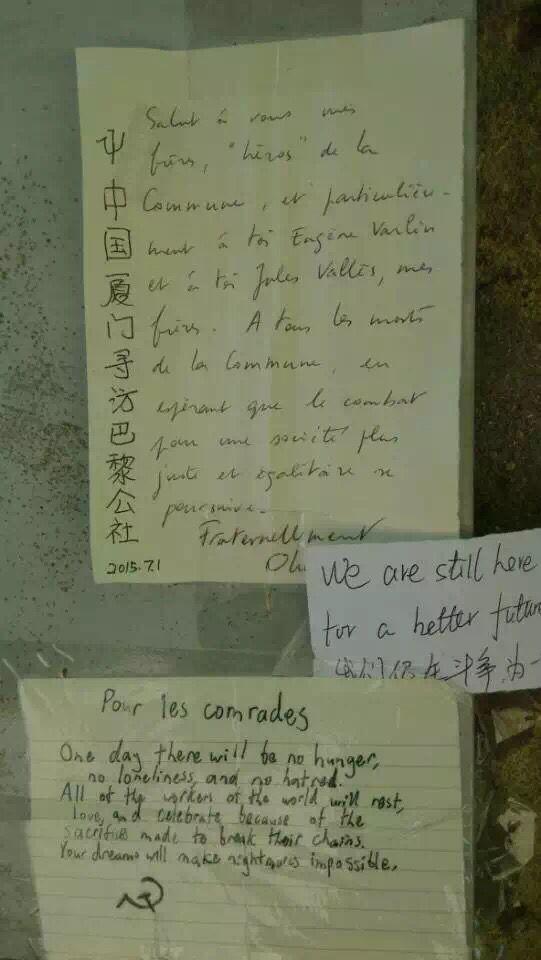 Salut à vous mes
frères, "héros" de la
Commune, et particulière-
ment à toi Eugène Varlin
et à toi Jules Vallès, mes
frères. A tous les morts
de la Commune, en
espérant que le combat
pour une société plus
juste et égalitaire se
poursuive.
Fraternellment
中国厦门寻访巴黎公社
2015.7.1
We are still here
for a better future
我们仍在斗争,为一
Pour les comrades
One day there will be no hunger,
no loneliness, and no hatred.
All of the workers of the world will rest,
love, and celebrate because of the
sacrifices made to break their chains.
Your dreams will make nightmares impossible.